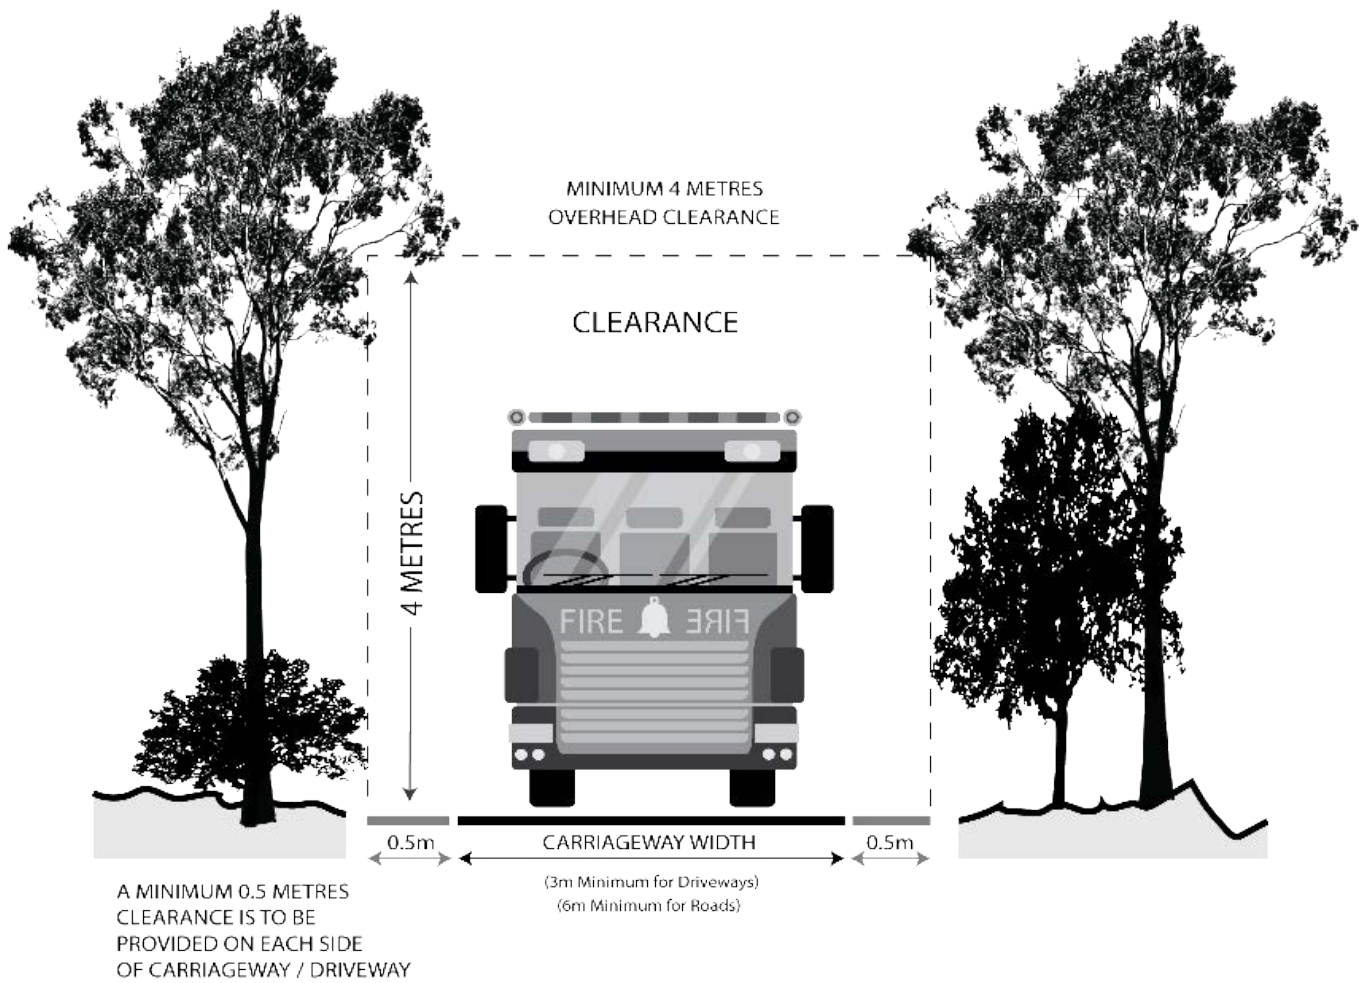 MINIMUM 4 METRES
OVERHEAD CLEARANCE
CLEARANCE
4 METRES
FIRE FIRE
0.5m
CARRIAGEWAY WIDTH
0.5m
(3m Minimum for Driveways)
(6m Minimum for Roads)
A MINIMUM 0.5 METRES
CLEARANCE IS TO BE
PROVIDED ON EACH SIDE
OF CARRIAGEWAY / DRIVEWAY